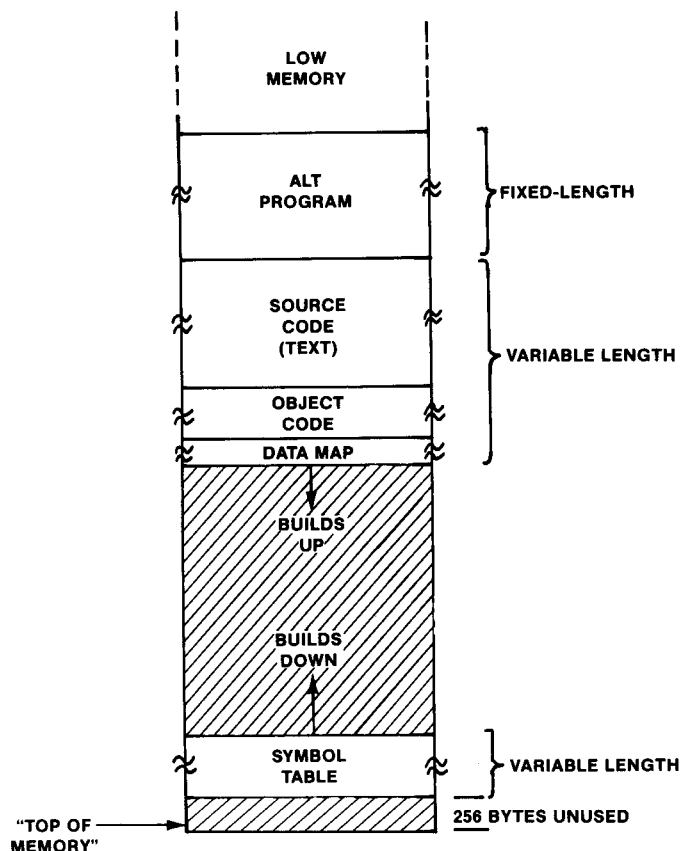 LOW
MEMORY
ALT
PROGRAM
FIXED-LENGTH
SOURCE
CODE
(TEXT)
VARIABLE LENGTH
OBJECT
CODE
DATA MAP
BUILDS
UP
BUILDS
DOWN
SYMBOL
TABLE
VARIABLE LENGTH
256 BYTES UNUSED
"TOP OF
MEMORY"